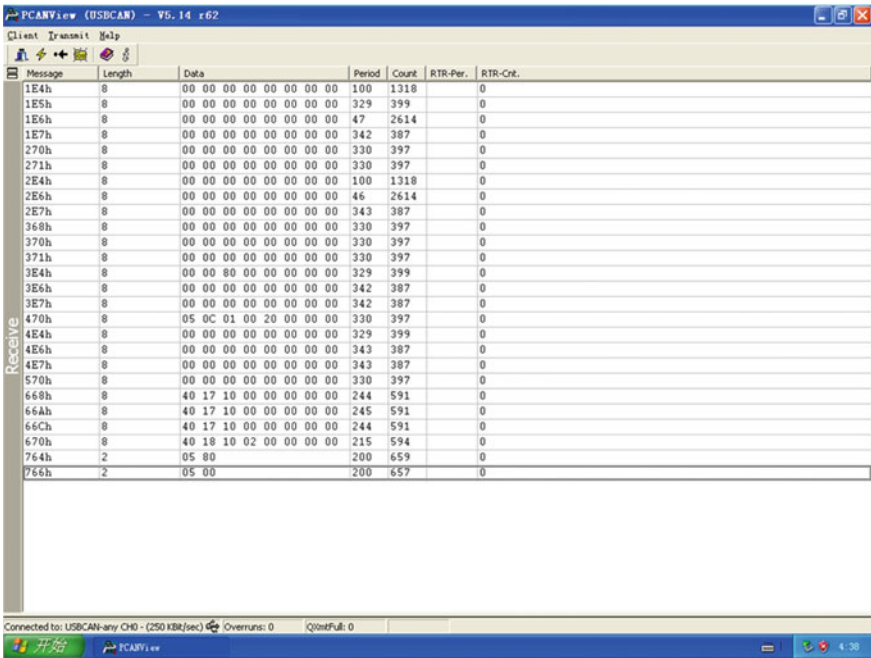 PCANView (USBCAN) - V5.14 r62
Client Transmit Help
Message Length Data Period Count RTR-Per. RTR-Cnt.
1E4h 8 00 00 00 00 00 00 00 00 100 1318 0
1E5h 8 00 00 00 00 00 00 00 00 329 399 0
1E6h 8 00 00 00 00 00 00 00 00 47 2614 0
1E7h 8 00 00 00 00 00 00 00 00 342 387 0
270h 8 00 00 00 00 00 00 00 00 330 397 0
271h 8 00 00 00 00 00 00 00 00 330 397 0
2E4h 8 00 00 00 00 00 00 00 00 100 1318 0
2E6h 8 00 00 00 00 00 00 00 00 46 2614 0
2E7h 8 00 00 00 00 00 00 00 00 343 387 0
368h 8 00 00 00 00 00 00 00 00 330 397 0
370h 8 00 00 00 00 00 00 00 00 330 397 0
371h 8 00 00 00 00 00 00 00 00 330 397 0
3E4h 8 00 00 80 00 00 00 00 00 329 399 0
3E6h 8 00 00 00 00 00 00 00 00 342 387 0
3E7h 8 00 00 00 00 00 00 00 00 342 387 0
470h 8 05 0C 01 00 20 00 00 00 330 397 0
4E4h 8 00 00 00 00 00 00 00 00 329 399 0
4E6h 8 00 00 00 00 00 00 00 00 343 387 0
4E7h 8 00 00 00 00 00 00 00 00 343 387 0
570h 8 00 00 00 00 00 00 00 00 330 397 0
668h 8 40 17 10 00 00 00 00 00 244 591 0
66Ah 8 40 17 10 00 00 00 00 00 245 591 0
66Ch 8 40 17 10 00 00 00 00 00 244 591 0
670h 8 40 18 10 02 00 00 00 00 215 594 0
764h 2 05 80 200 659 0
766h 2 05 00 200 657 0
Receive
Connected to: USBCAN-any CH0 - (250 KBit/sec) Overruns: 0 QXmtFull: 0
开始 PCANView 4:38